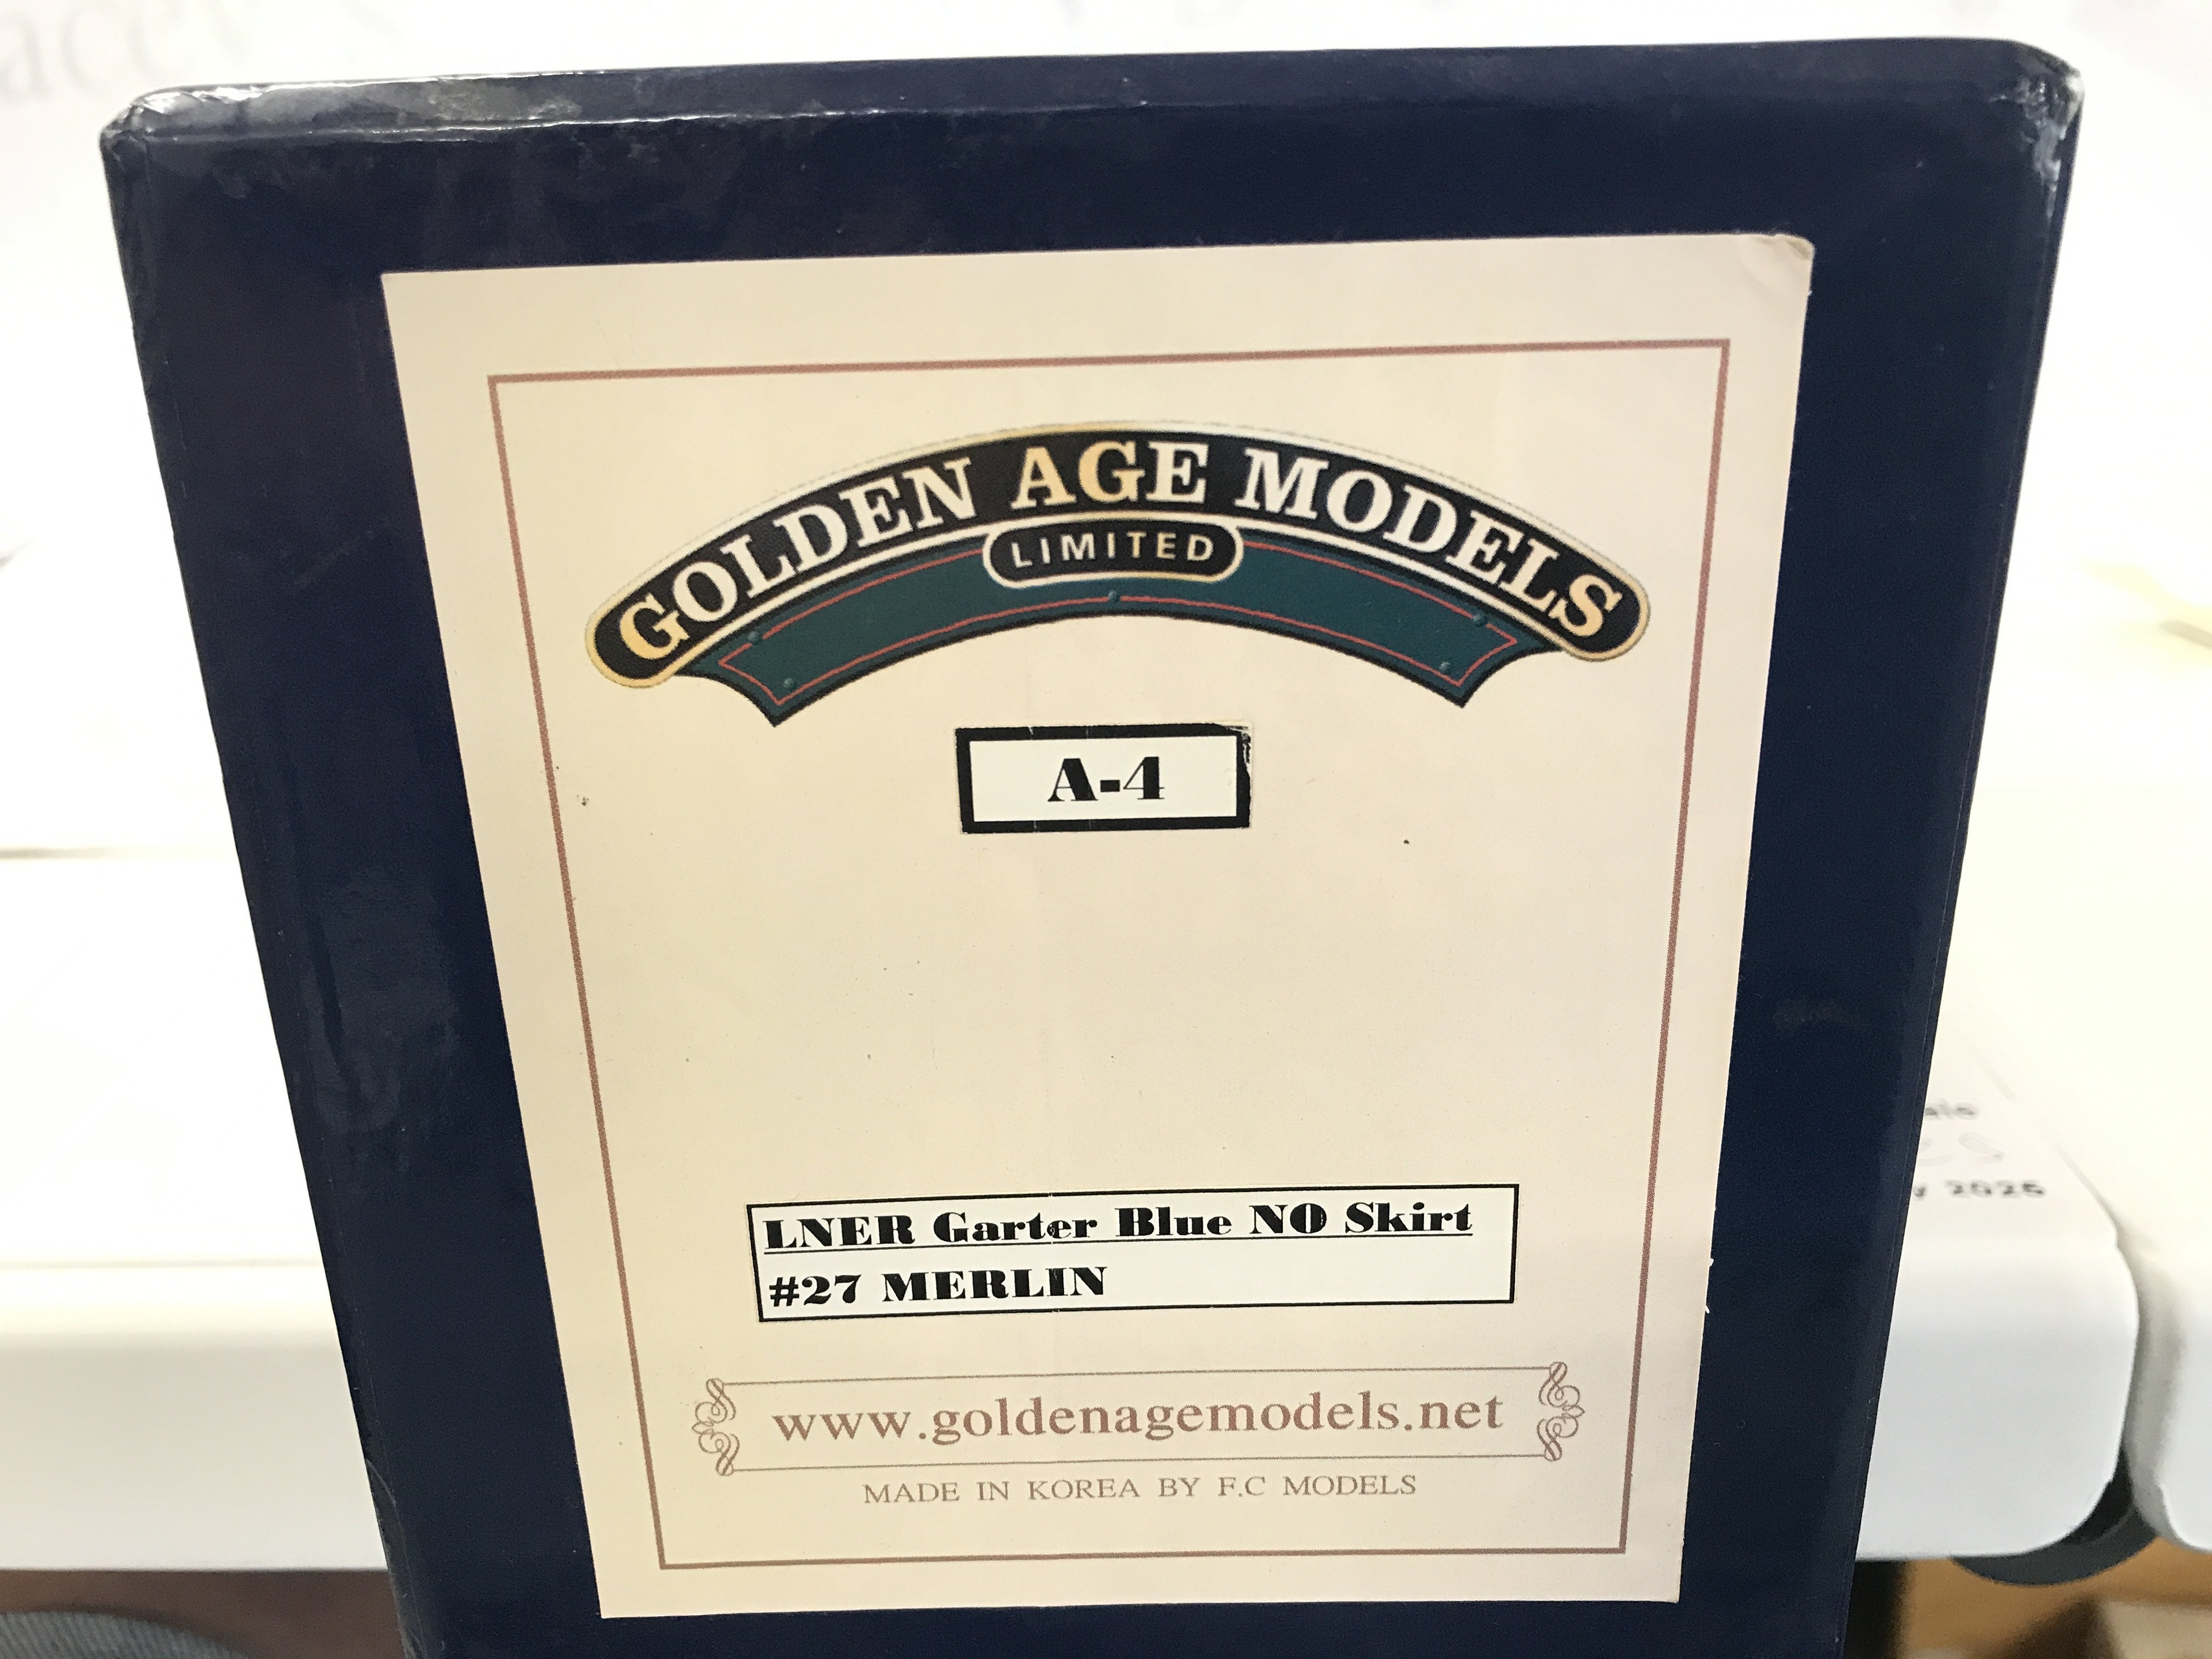 GOLDEN AGE MODELS
LIMITED
A-4
LNER Garter Blue NO Skirt
#27 MERLIN
www.goldenagemodels.net
MADE IN KOREA BY F.C MODELS
2026